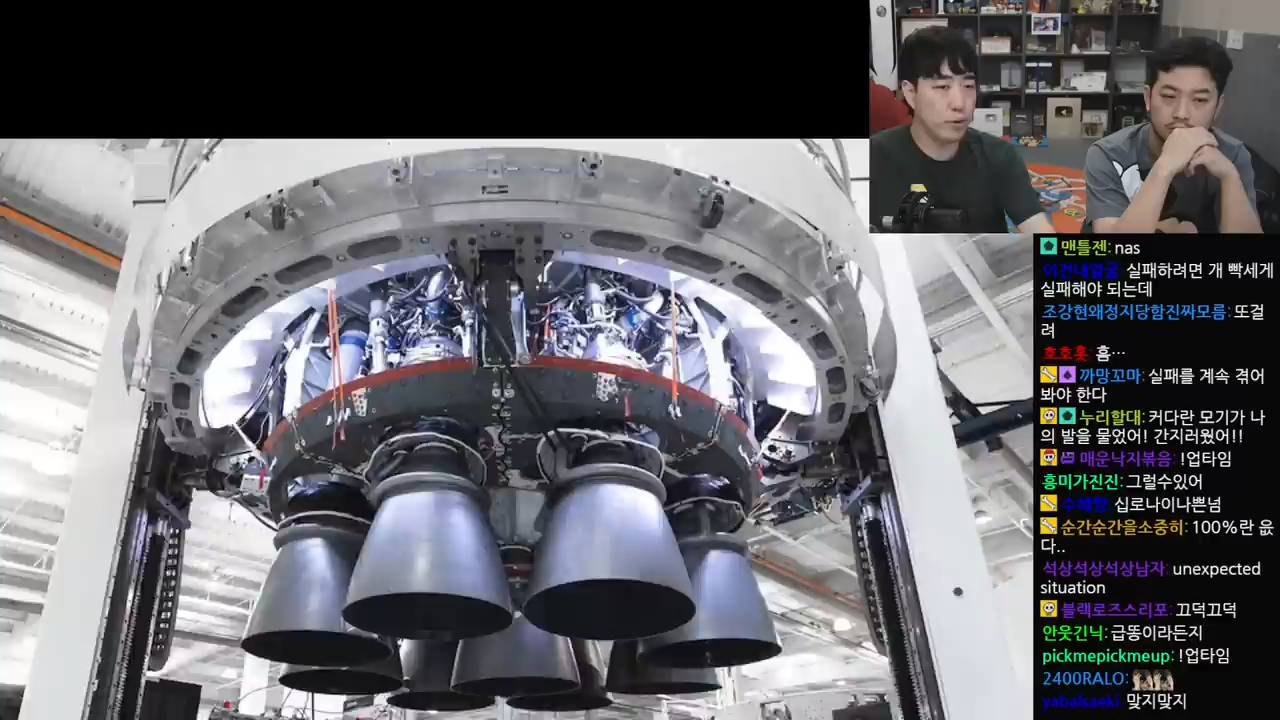 맨틀젠: nas
이건내얼굴: 실패하려면 개 빡세게
실패해야 되는데
조강현왜정지당함진짜모름: 또걸
려
호호홋 흠…
까망꼬마: 실패를 계속 겪어
봐야 한다
누리할대: 커다란 모기가 나
의 발을 물었어! 간지러웠어!!
매운낙지볶음: !업타임
흥미가진진: 그럴수있어
십로나이나쁜넘
순간순간을소중히: 100%란 읎
다..
석상석상석상남자: unexpected
situation
블랙로즈스리포: 끄덕끄덕
안웃긴닉: 급똥이라든지
pickmepickmeup: !업타임
2400RALO:
yabalsaeki: 맞지맞지